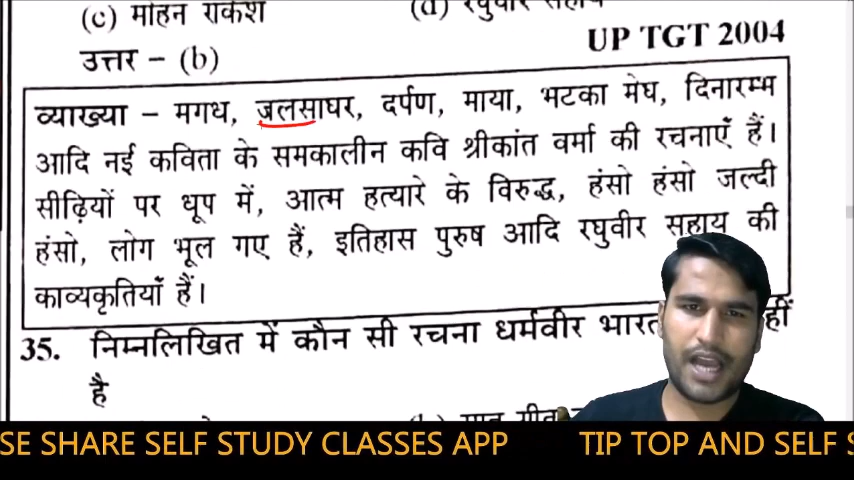 (c) मोहन राकेश (d) रघुवीर सहाय
उत्तर – (b) UP TGT 2004
व्याख्या – मगध, जलसाघर, दर्पण, माया, भटका मेघ, दिनारम्भ
आदि नई कविता के समकालीन कवि श्रीकांत वर्मा की रचनाएँ हैं।
सीढ़ियों पर धूप में, आत्म हत्यारे के विरुद्ध, हंसो हंसो जल्दी
हंसो, लोग भूल गए हैं, इतिहास पुरुष आदि रघुवीर सहाय की
काव्यकृतियाँ हैं।
35. निम्नलिखित में कौन सी रचना धर्मवीर
है
SE SHARE SELF STUDY CLASSES APP TIP TOP AND SELF